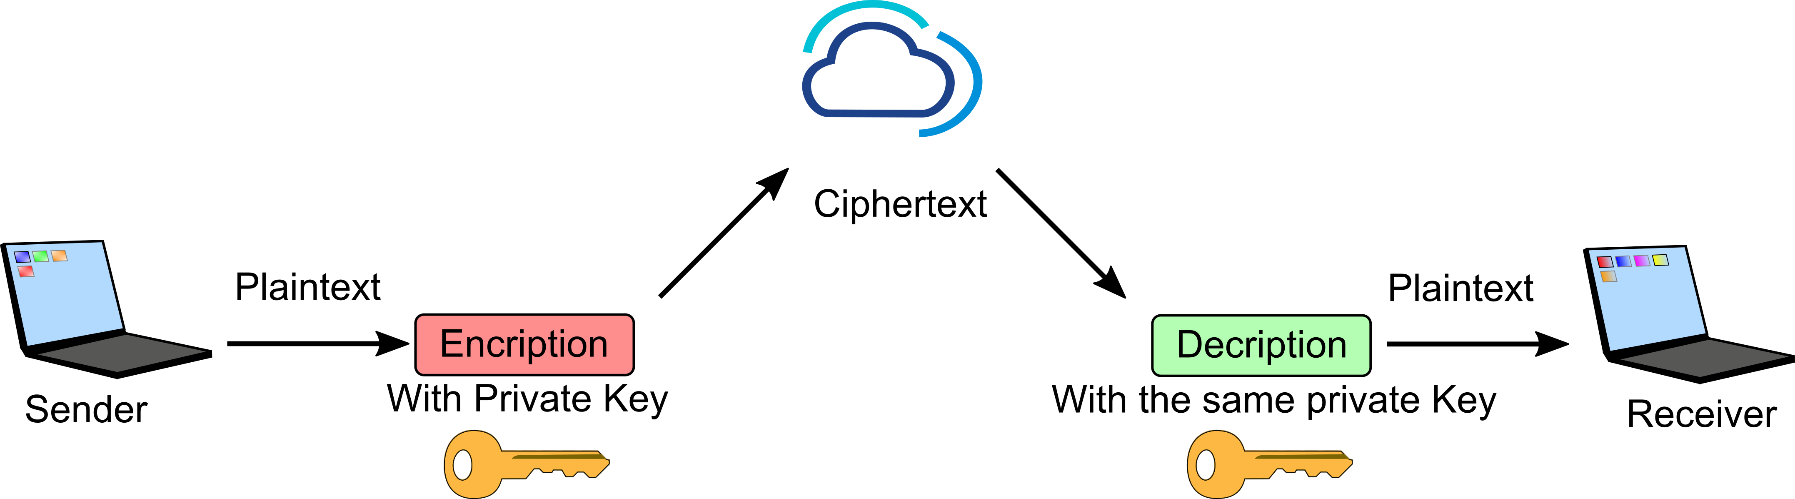 Ciphertext
Plaintext
Plaintext
Encription
Decription
With Private Key
With the same private Key
Sender
Receiver